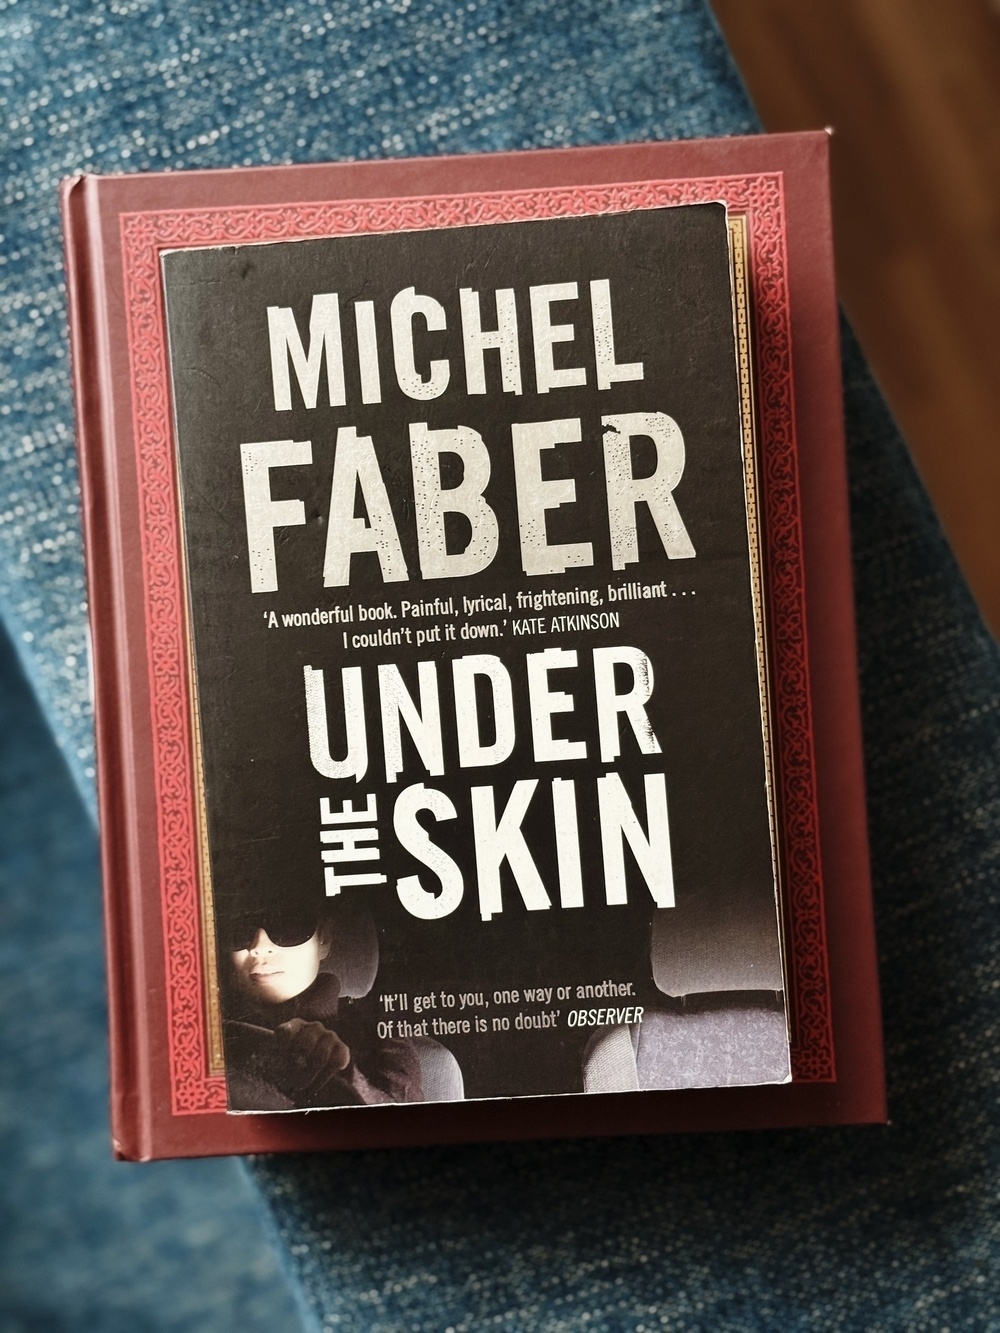 MICHEL
FABER
‘A wonderful book. Painful, lyrical, frightening, brilliant . . .
I couldn’t put it down.’ KATE ATKINSON
UNDER
THE SKIN
‘It’ll get to you, one way or another.
Of that there is no doubt’ OBSERVER